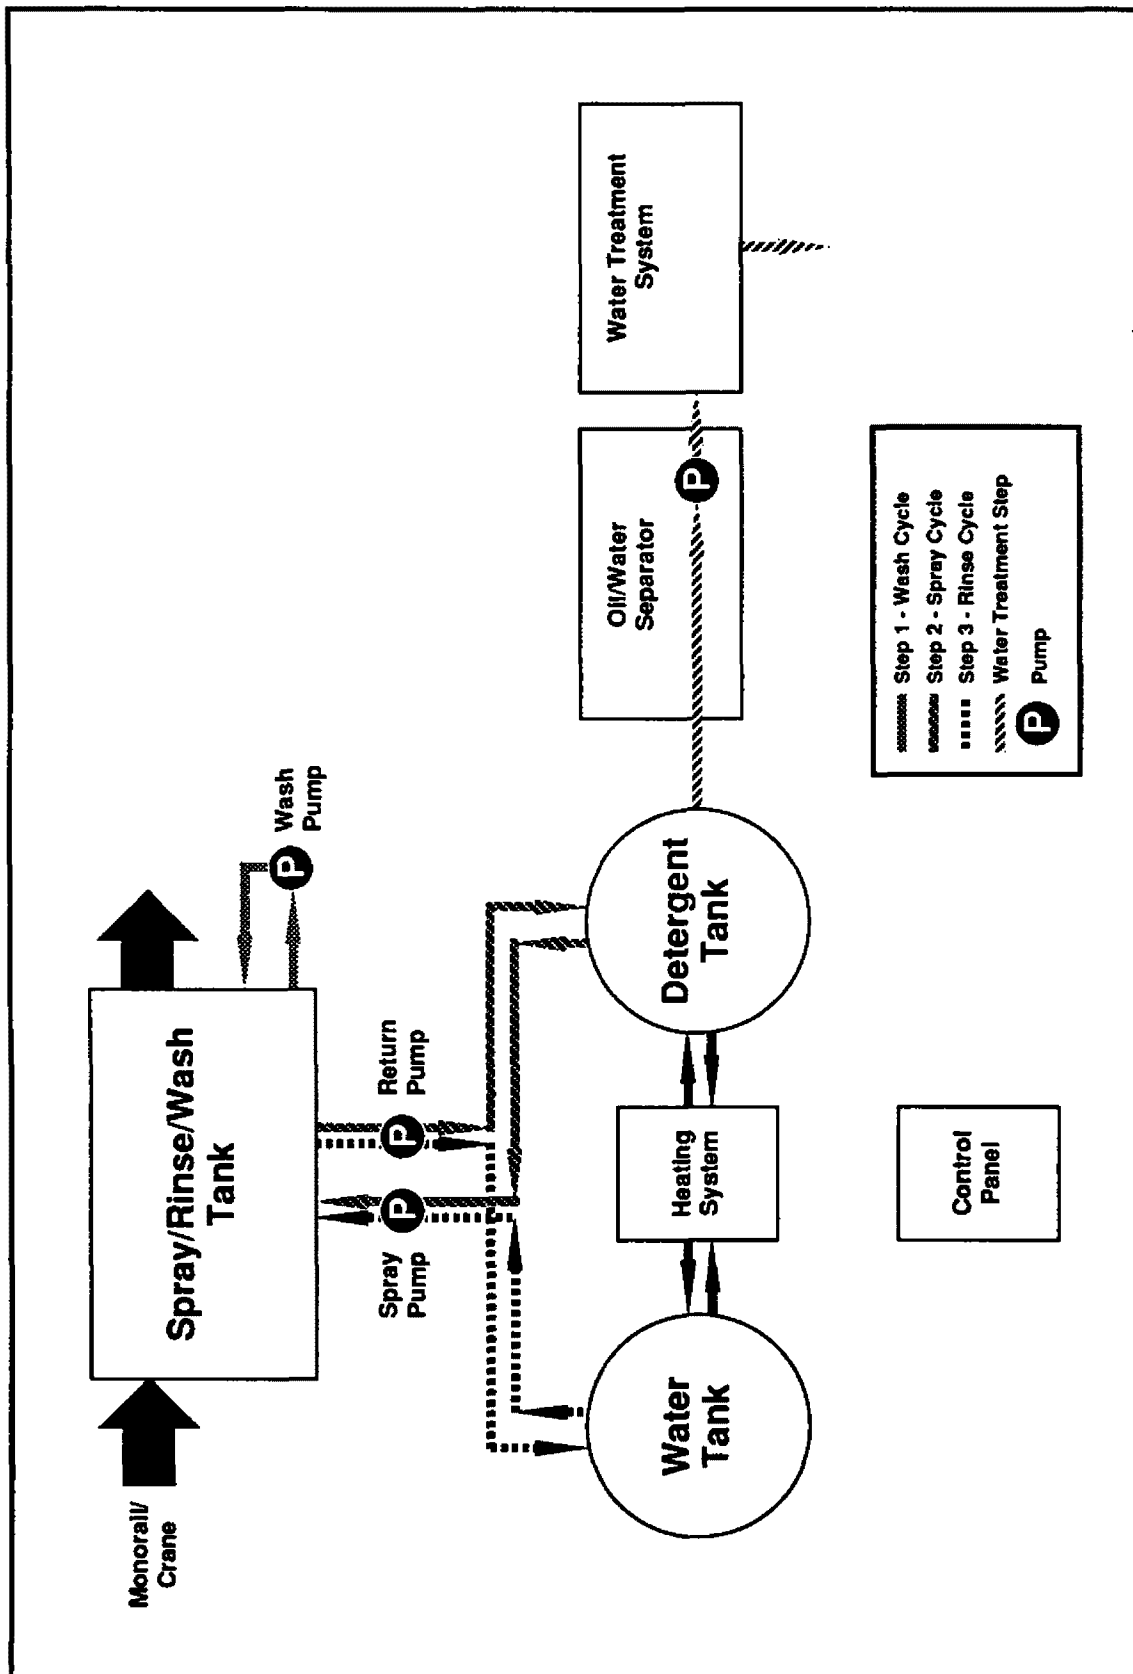 Monorail/
Crane
Spray/Rinse/Wash
Tank
P
Wash
Pump
Spray
Pump
P
P
Return
Pump
Water
Tank
Heating
System
Detergent
Tank
Oil/Water
Separator
P
Water Treatment
System
Control
Panel
Step 1 - Wash Cycle
Step 2 - Spray Cycle
Step 3 - Rinse Cycle
Water Treatment Step
P Pump